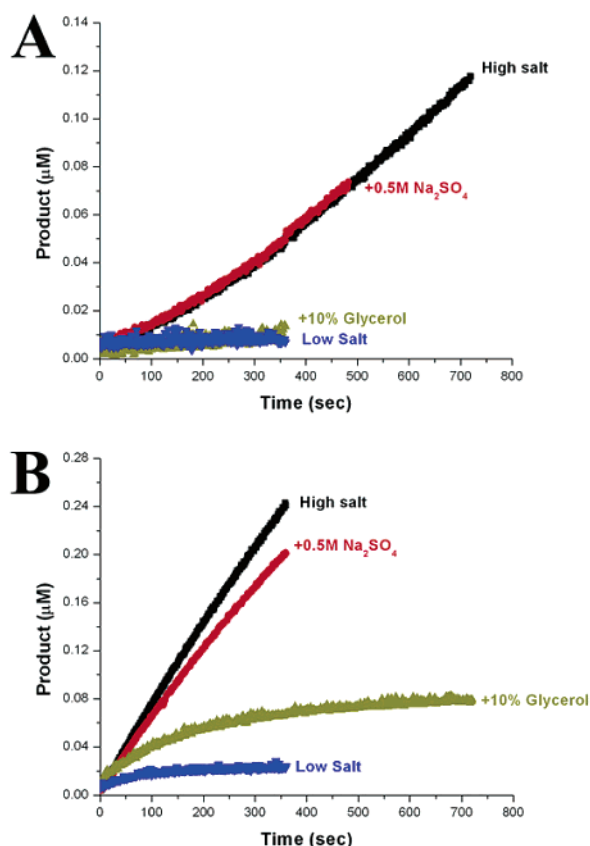 A
0.14
0.12
0.10
0.08
0.06
0.04
0.02
0.00
Product (µM)
High salt
+0.5M Na₂SO₄
+10% Glycerol
Low Salt
0 100 200 300 400 500 600 700 800
Time (sec)
B
0.28
0.24
0.20
0.16
0.12
0.08
0.04
0.00
Product (µM)
High salt
+0.5M Na₂SO₄
+10% Glycerol
Low Salt
0 100 200 300 400 500 600 700 800
Time (sec)